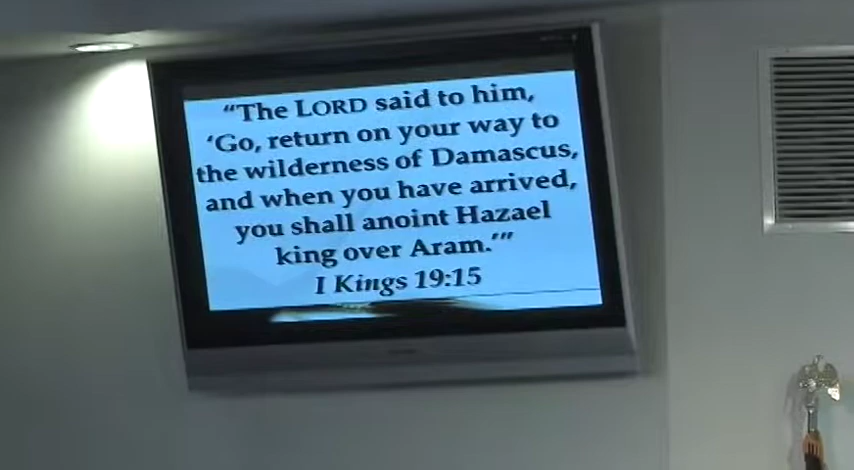 “The LORD said to him,
‘Go, return on your way to
the wilderness of Damascus,
and when you have arrived,
you shall anoint Hazael
king over Aram.’”
I Kings 19:15